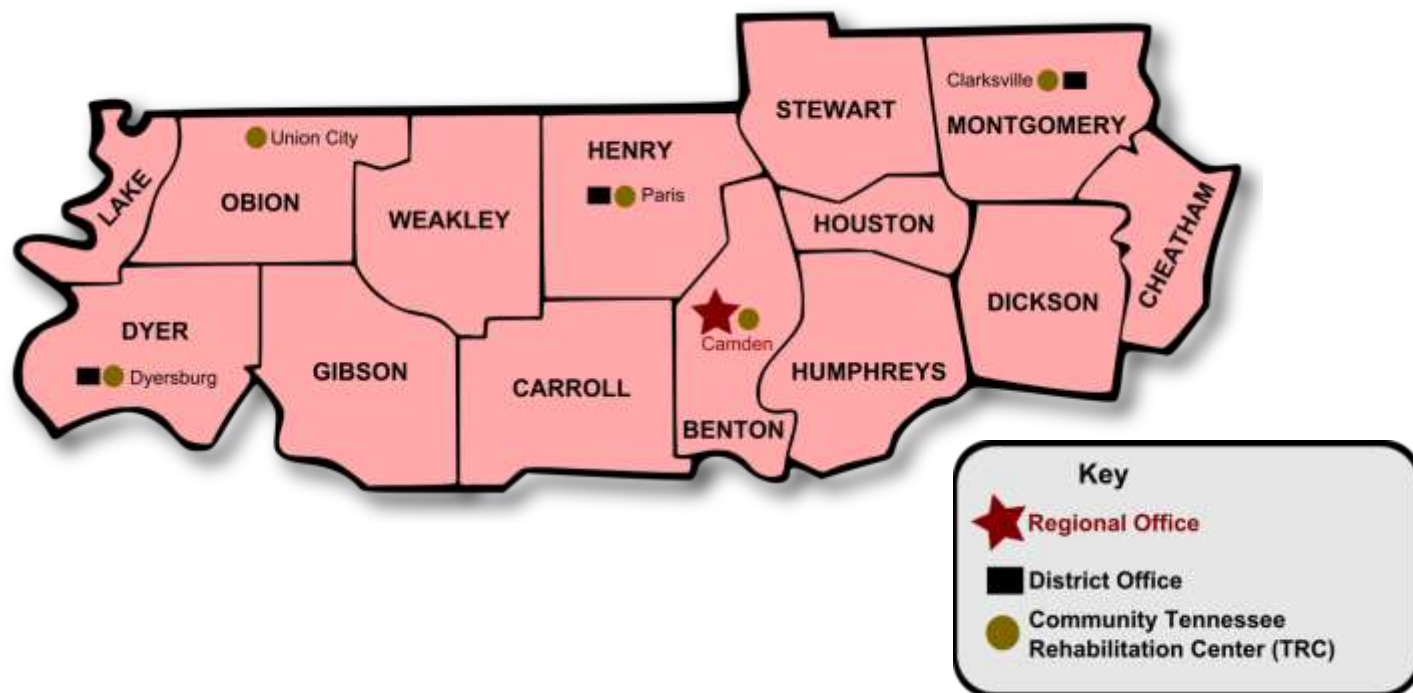 Clarksville
STEWART
MONTGOMERY
Union City
HENRY
LAKE
OBION
Paris
WEAKLEY
HOUSTON
CHEATHAM
DICKSON
DYER
Camden
GIBSON
Dyersburg
CARROLL
HUMPHREYS
BENTON
Key
Regional Office
District Office
Community Tennessee
Rehabilitation Center (TRC)